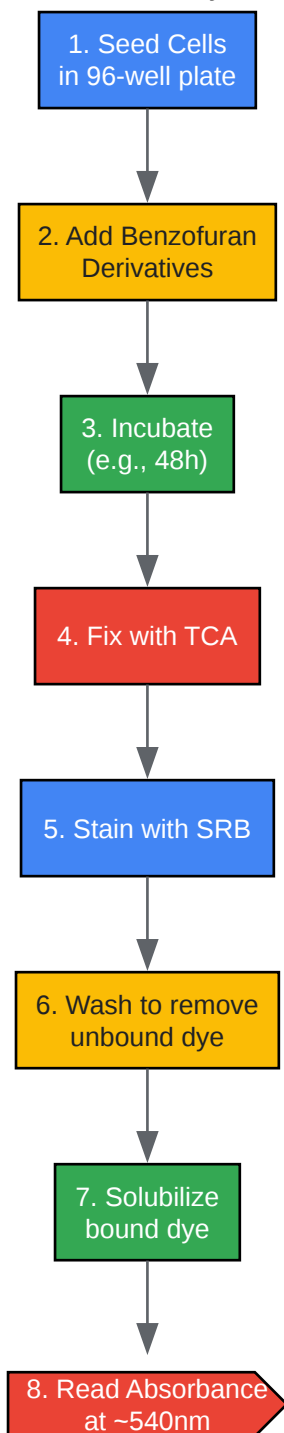 1. Seed Cells
in 96-well plate
2. Add Benzofuran
Derivatives
3. Incubate
(e.g., 48h)
4. Fix with TCA
5. Stain with SRB
6. Wash to remove
unbound dye
7. Solubilize
bound dye
8. Read Absorbance
at ~540nm